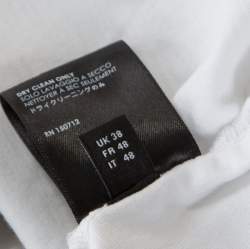 DRY CLEAN ONLY
SOLO LAVAGGIO A SECCO
NETTOYER A SEC SEULEMENT
ドライクリーニングのみ
RN 150712
UK 38
FR 48
IT 48